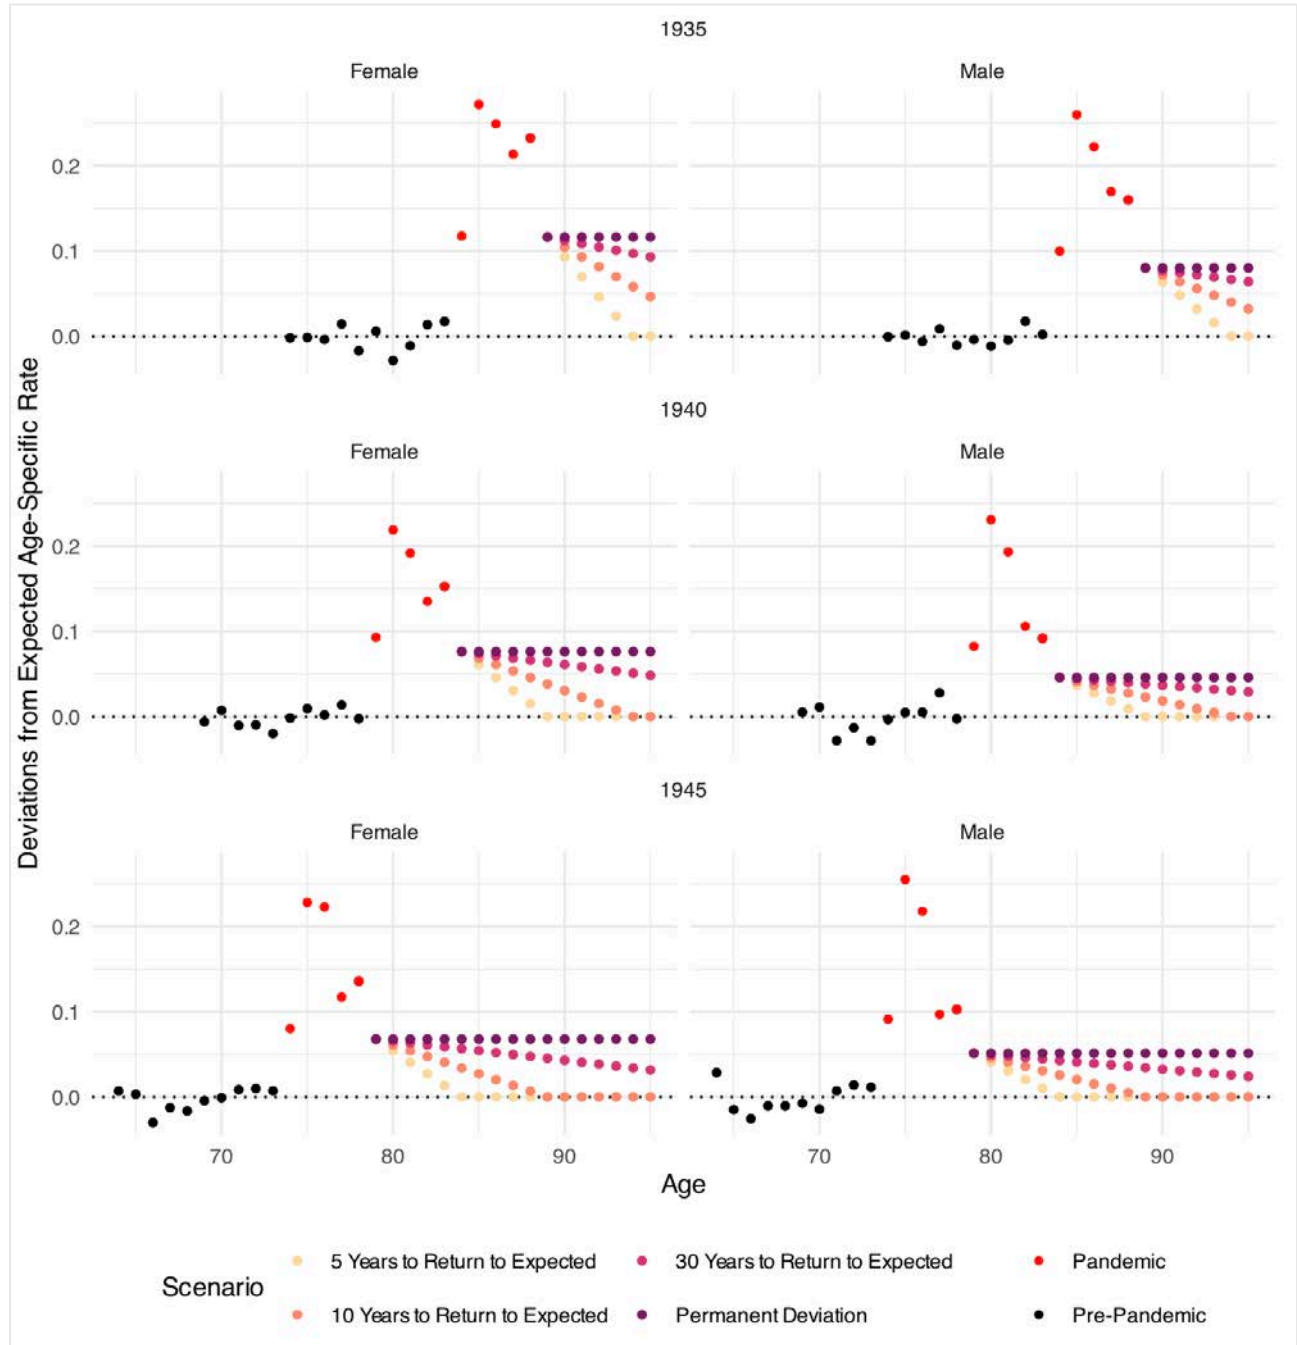 1935
Female
Male
0.2
0.1
0.0
1940
Female
Male
0.2
0.1
0.0
1945
Female
Male
0.2
0.1
0.0
Deviations from Expected Age-Specific Rate
70
80
90
70
80
90
Age
Scenario
5 Years to Return to Expected
30 Years to Return to Expected
Pandemic
10 Years to Return to Expected
Permanent Deviation
Pre-Pandemic